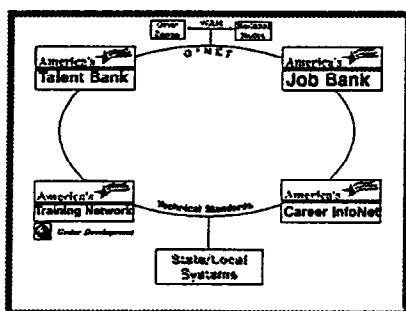 O*NET
America's
Talent Bank
America's
Job Bank
America's
Training Network
Under Development
Technical Standards
America's
Career InfoNet
State/Local
Systems